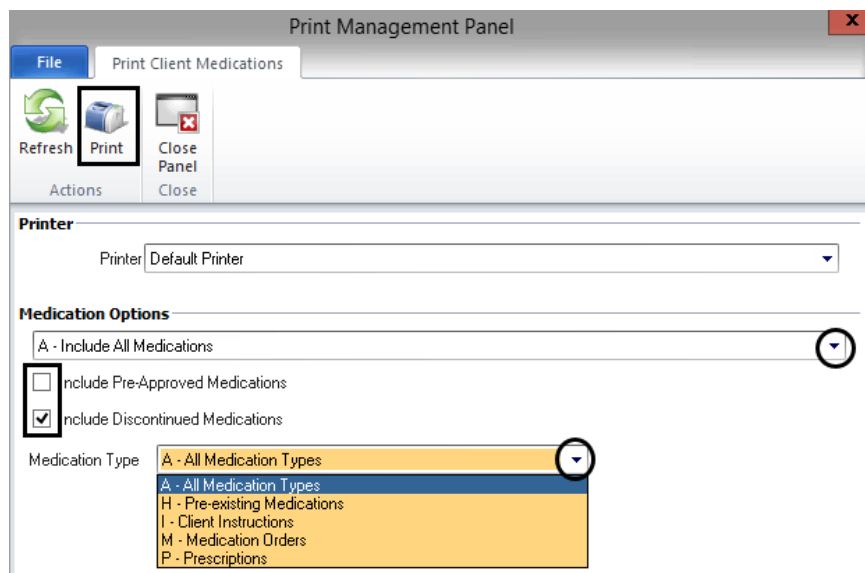 Print Management Panel
x
File Print Client Medications
Refresh Print Close Panel
Actions Close
Printer
Printer Default Printer
Medication Options
A - Include All Medications
nclude Pre-Approved Medications
nclude Discontinued Medications
Medication Type A - All Medication Types
A - All Medication Types
H - Pre-existing Medications
I - Client Instructions
M - Medication Orders
P - Prescriptions